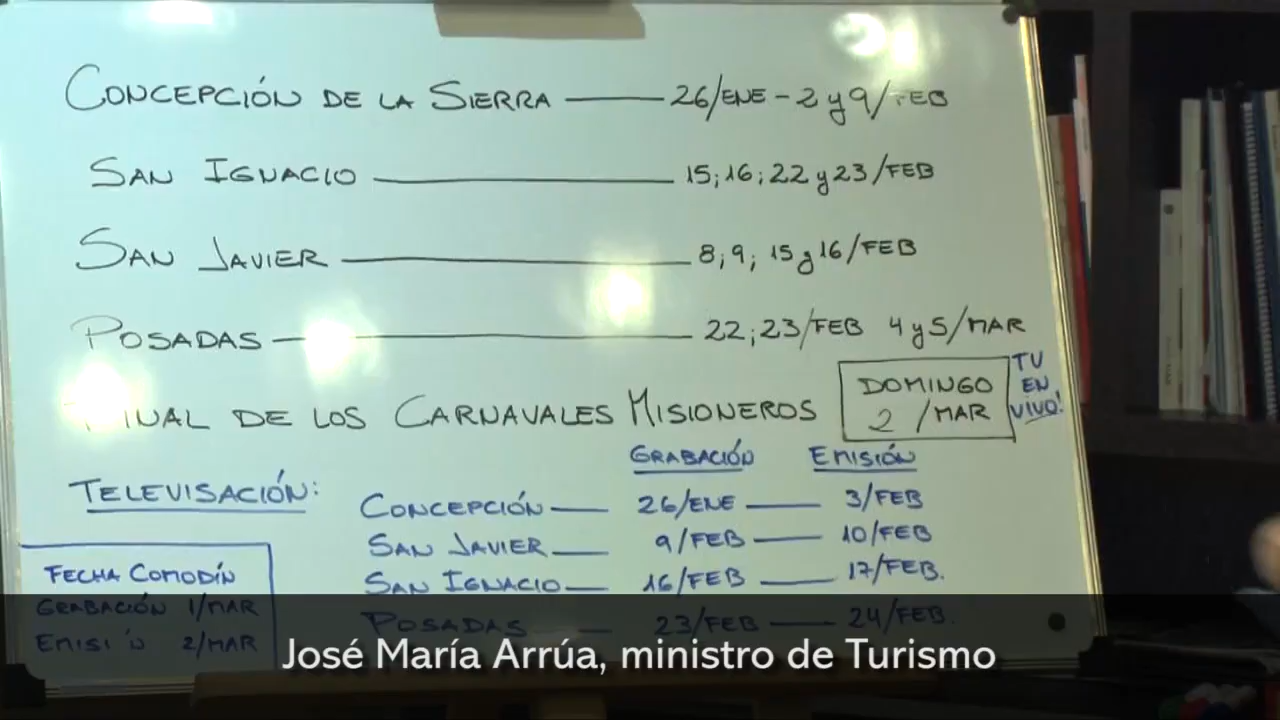 CONCEPCIÓN DE LA SIERRA — 26/ENE - 2 y 9/FEB
SAN IGNACIO — 15; 16; 22 y 23/FEB
SAN JAVIER — 8; 9; 15 y 16/FEB
POSADAS — 22; 23/FEB 4 y 5/MAR
FINAL DE LOS CARNAVALES MISIONEROS DOMINGO 2/MAR TV EN VIVO!
GRABACIÓN EMISIÓN
TELEVISACIÓN:
CONCEPCIÓN — 26/ENE — 3/FEB
SAN JAVIER — 9/FEB — 10/FEB
SAN IGNACIO — 16/FEB — 17/FEB.
POSADAS — 23/FEB — 24/FEB.
FECHA COMODÍN
GRABACIÓN 1/MAR
EMISIÓN 2/MAR
José María Arrúa, ministro de Turismo